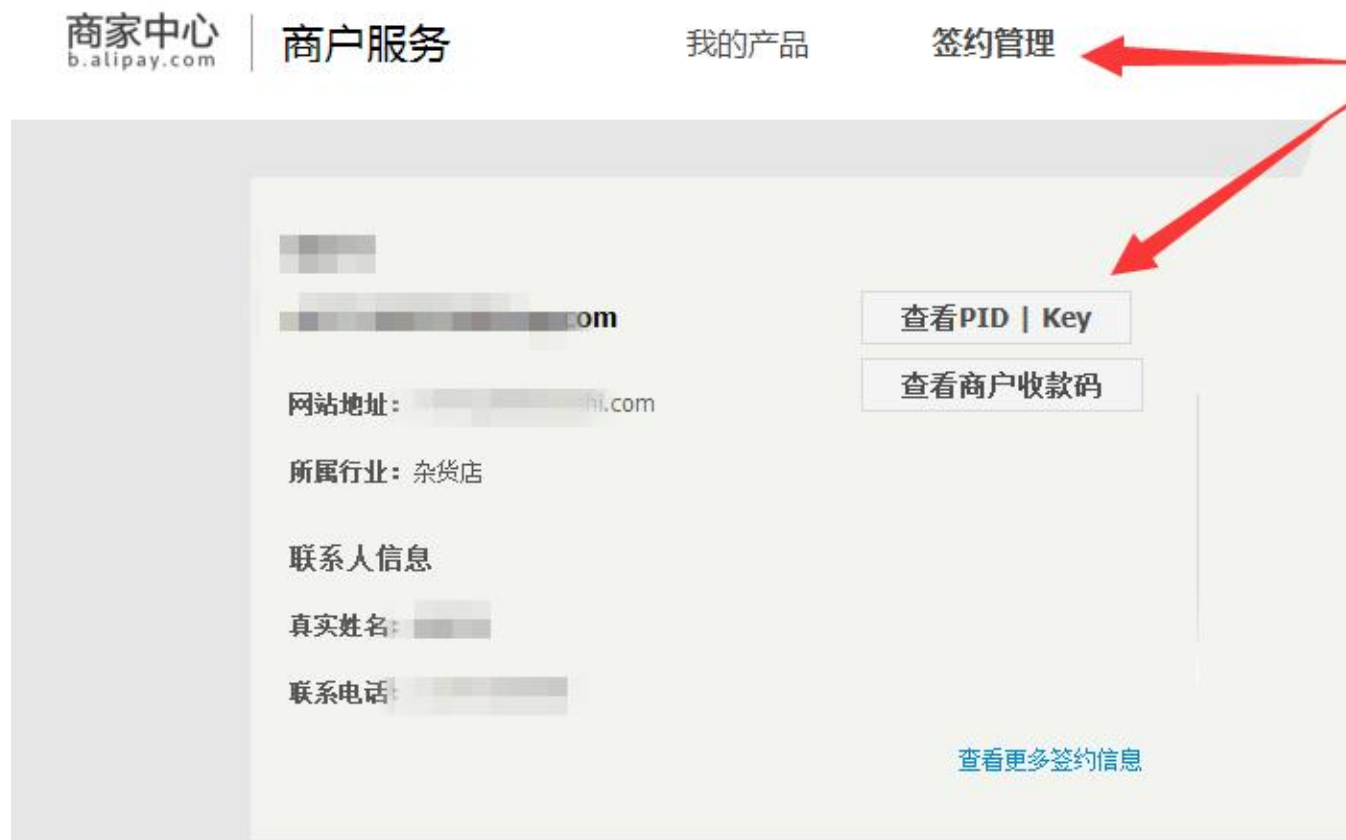 商家中心
b.alipay.com
商户服务
我的产品
签约管理
om
查看PID | Key
网站地址： hi.com
查看商户收款码
所属行业：杂货店
联系人信息
真实姓名：
联系电话：
查看更多签约信息